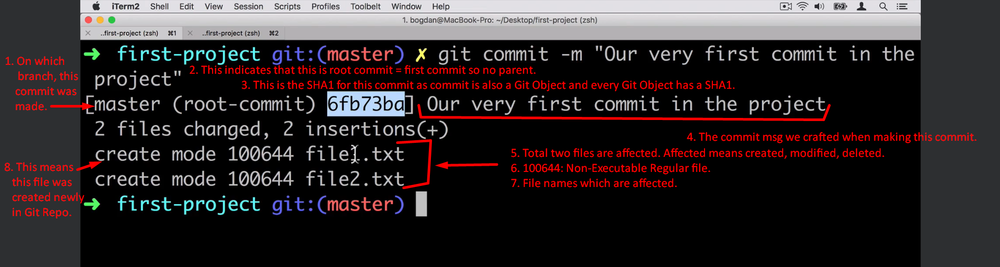 iTerm2 Shell Edit View Session Scripts Profiles Toolbelt Window Help
1. bogdan@MacBook-Pro: ~/Desktop/first-project (zsh)
..first-project (zsh) ⌘1 ..first-project (zsh) ⌘2
➜ first-project git:(master) ✗ git commit -m "Our very first commit in the
project"
1. On which
branch, this
commit was
made.
2. This indicates that this is root commit = first commit so no parent.
3. This is the SHA1 for this commit as commit is also a Git Object and every Git Object has a SHA1.
[master (root-commit) 6fb73ba] Our very first commit in the project
2 files changed, 2 insertions(+)
4. The commit msg we crafted when making this commit.
create mode 100644 file1.txt
create mode 100644 file2.txt
5. Total two files are affected. Affected means created, modified, deleted.
6. 100644: Non-Executable Regular file.
7. File names which are affected.
8. This means
this file was
created newly
in Git Repo.
➜ first-project git:(master)